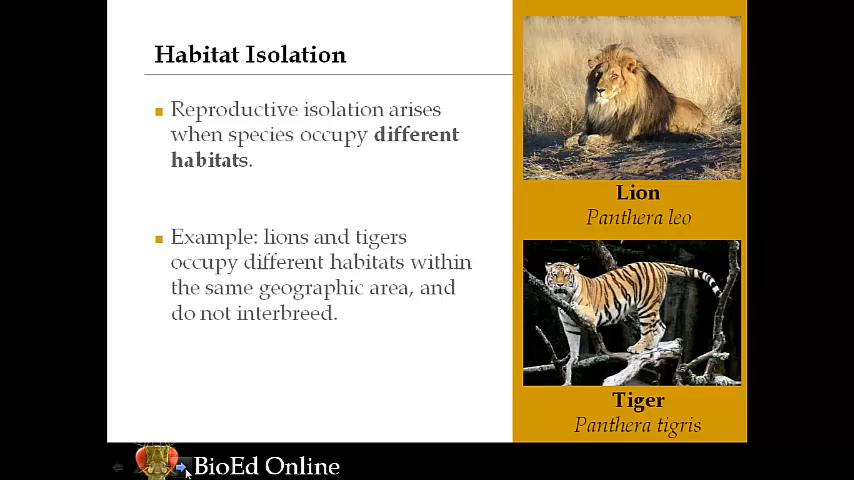 Habitat Isolation
Reproductive isolation arises
when species occupy different
habitats.
Example: lions and tigers
occupy different habitats within
the same geographic area, and
do not interbreed.
Lion
Panthera leo
Tiger
Panthera tigris
BioEd Online